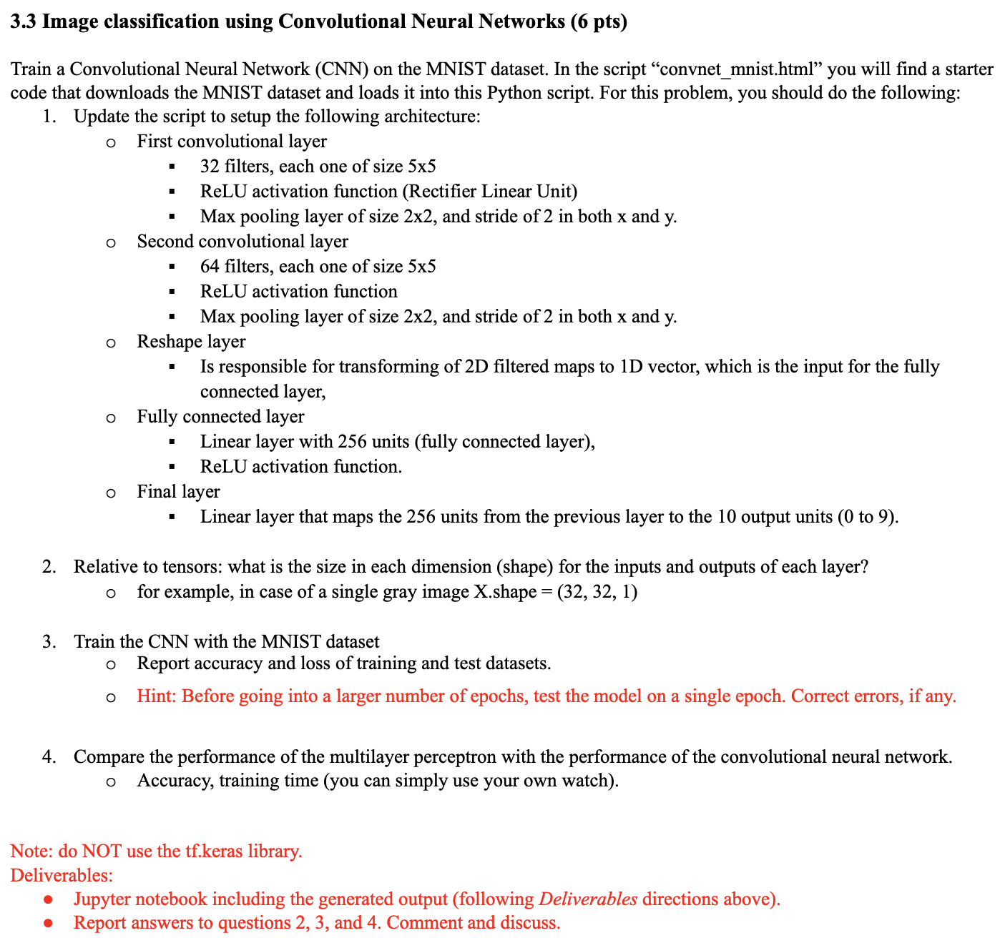 3.3 Image classification using Convolutional Neural Networks (6 pts)
Train a Convolutional Neural Network (CNN) on the MNIST dataset. In the script “convnet_mnist.html” you will find a starter
code that downloads the MNIST dataset and loads it into this Python script. For this problem, you should do the following:
1. Update the script to setup the following architecture:
o First convolutional layer
▪ 32 filters, each one of size 5x5
▪ ReLU activation function (Rectifier Linear Unit)
▪ Max pooling layer of size 2x2, and stride of 2 in both x and y.
o Second convolutional layer
▪ 64 filters, each one of size 5x5
▪ ReLU activation function
▪ Max pooling layer of size 2x2, and stride of 2 in both x and y.
o Reshape layer
▪ Is responsible for transforming of 2D filtered maps to 1D vector, which is the input for the fully
connected layer,
o Fully connected layer
▪ Linear layer with 256 units (fully connected layer),
▪ ReLU activation function.
o Final layer
▪ Linear layer that maps the 256 units from the previous layer to the 10 output units (0 to 9).
2. Relative to tensors: what is the size in each dimension (shape) for the inputs and outputs of each layer?
o for example, in case of a single gray image X.shape = (32, 32, 1)
3. Train the CNN with the MNIST dataset
o Report accuracy and loss of training and test datasets.
o Hint: Before going into a larger number of epochs, test the model on a single epoch. Correct errors, if any.
4. Compare the performance of the multilayer perceptron with the performance of the convolutional neural network.
o Accuracy, training time (you can simply use your own watch).
Note: do NOT use the tf.keras library.
Deliverables:
● Jupyter notebook including the generated output (following Deliverables directions above).
● Report answers to questions 2, 3, and 4. Comment and discuss.